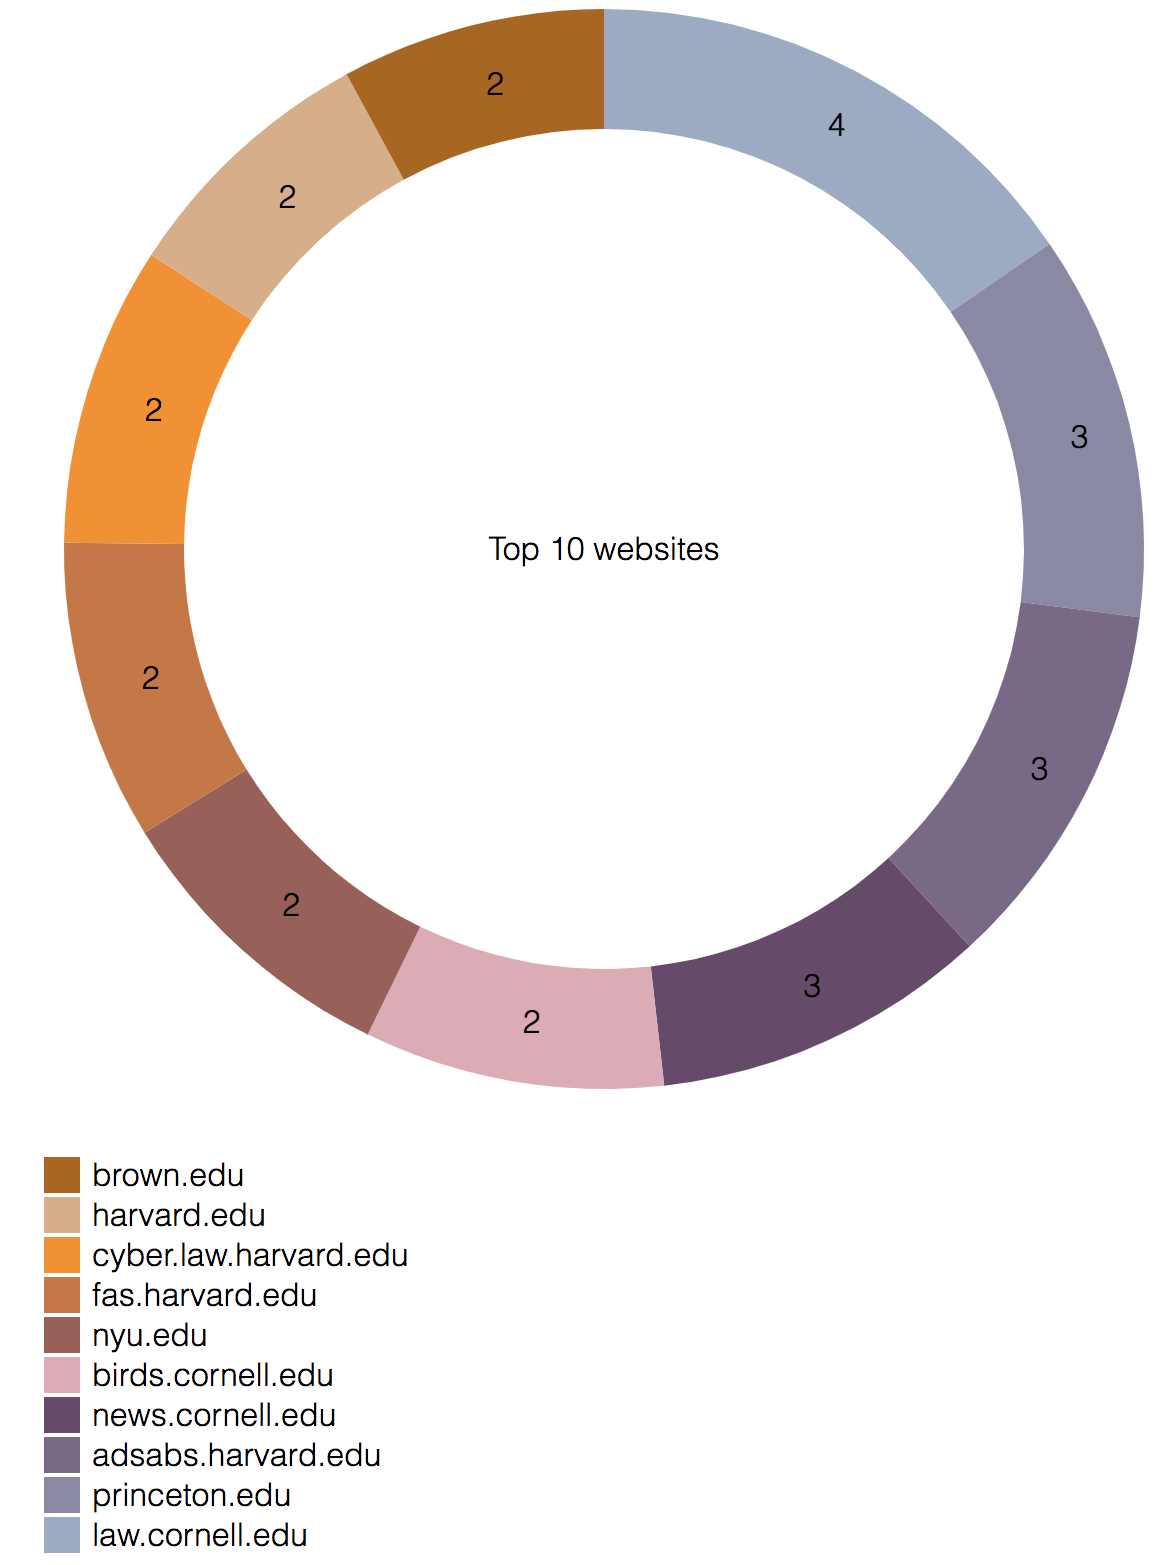 2
4
2
3
2
Top 10 websites
2
3
2
3
2
brown.edu
harvard.edu
cyber.law.harvard.edu
fas.harvard.edu
nyu.edu
birds.cornell.edu
news.cornell.edu
adsabs.harvard.edu
princeton.edu
law.cornell.edu